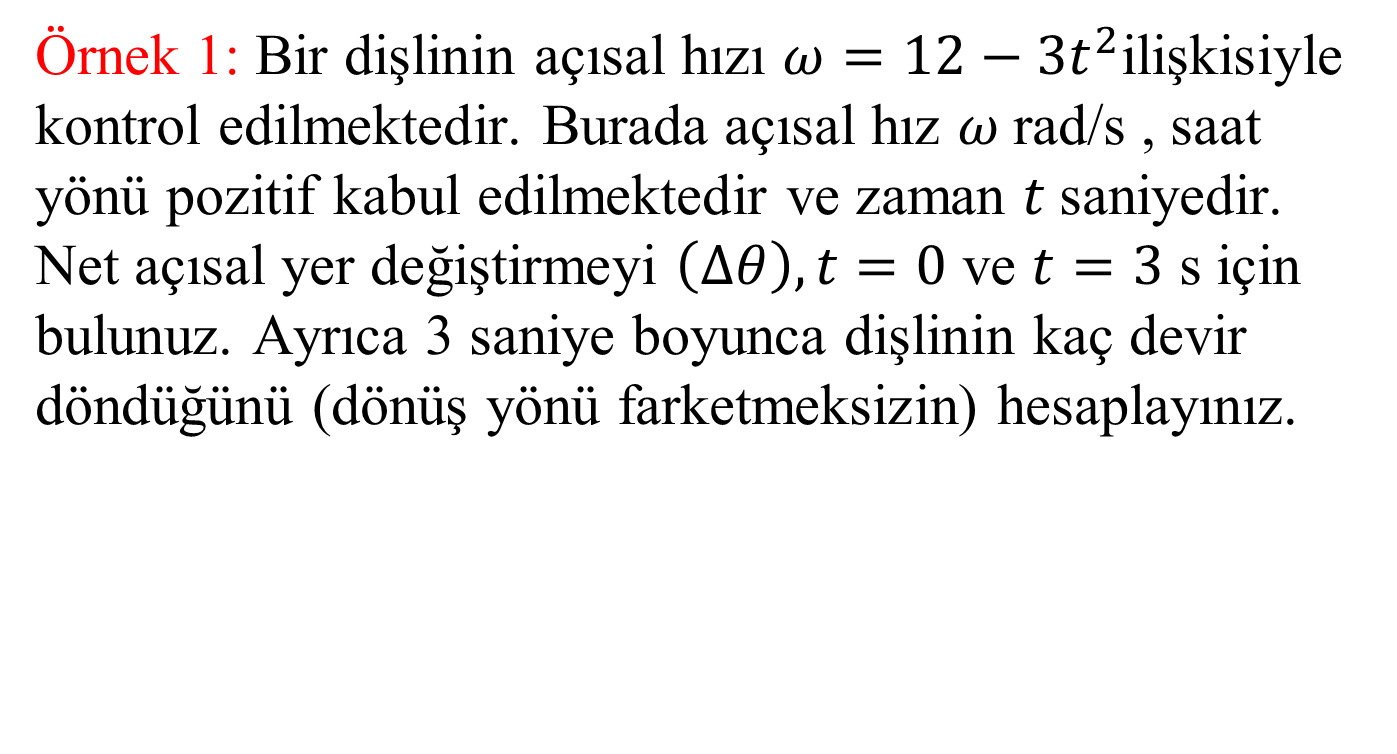 Örnek 1: Bir dişlinin açısal hızı ω = 12 − 3t² ilişkisiyle
kontrol edilmektedir. Burada açısal hız ω rad/s , saat
yönü pozitif kabul edilmektedir ve zaman t saniyedir.
Net açısal yer değiştirmeyi (Δθ), t = 0 ve t = 3 s için
bulunuz. Ayrıca 3 saniye boyunca dişlinin kaç devir
döndüğünü (dönüş yönü farketmeksizin) hesaplayınız.